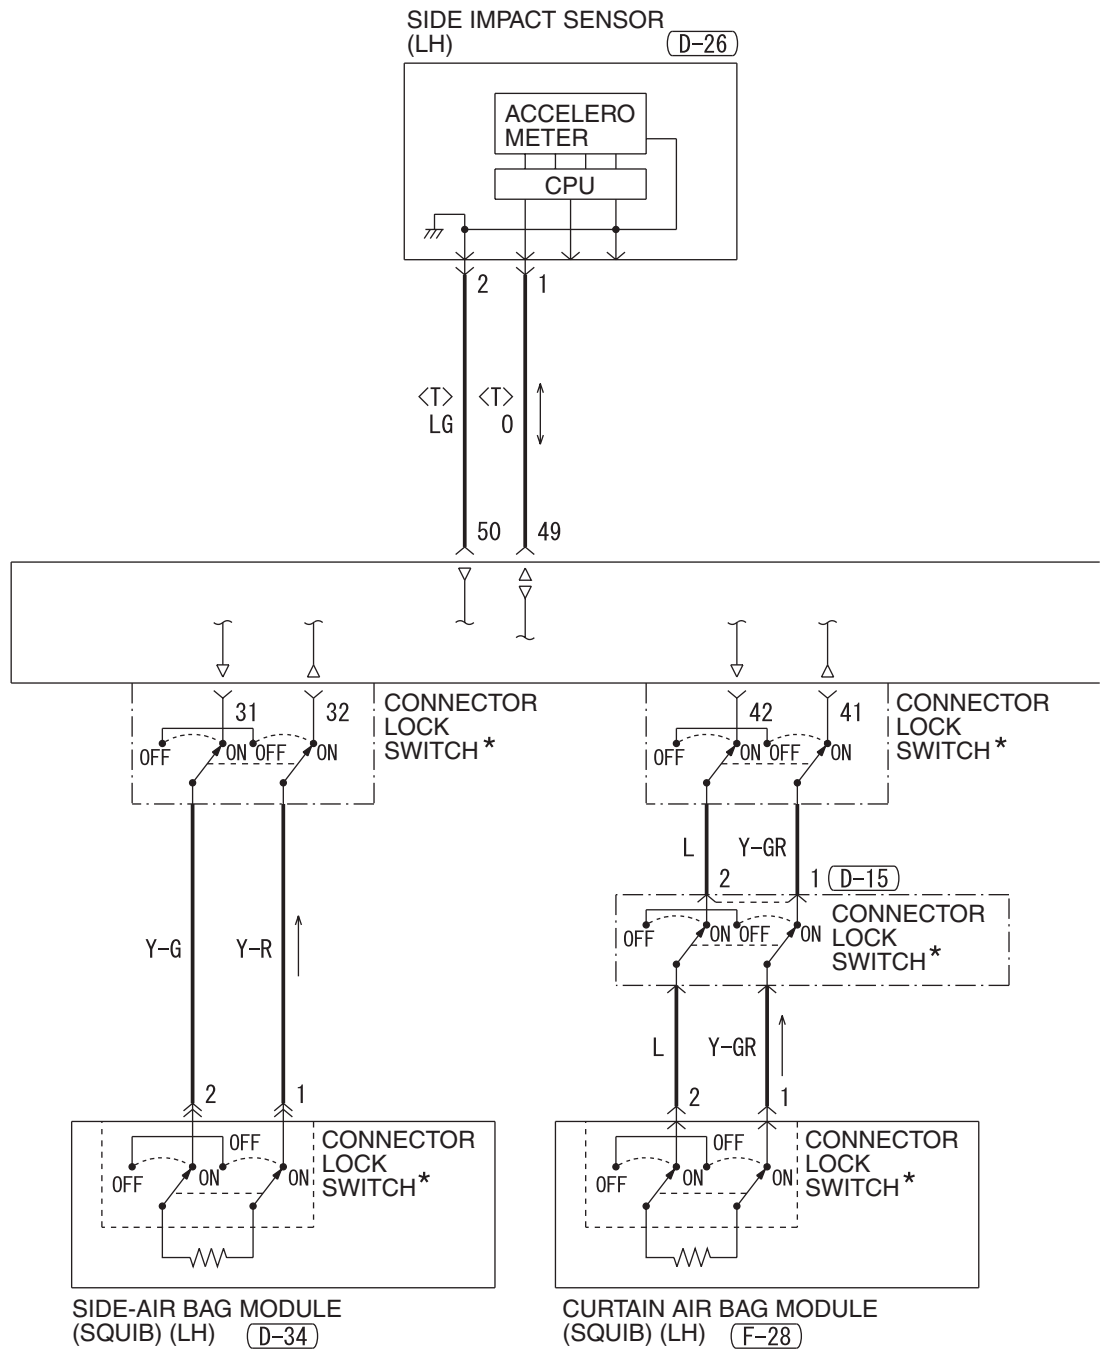 SIDE IMPACT SENSOR
(LH)
D-26
ACCELERO
METER
CPU
2
1
<T>
<T>
LG
O
50
49
31
32
CONNECTOR
LOCK
SWITCH*
OFF
ON
OFF
ON
42
41
CONNECTOR
LOCK
SWITCH*
OFF
ON
OFF
ON
L
Y-GR
2
1
D-15
CONNECTOR
LOCK
SWITCH*
OFF
ON
OFF
ON
Y-G
Y-R
L
Y-GR
2
1
2
1
CONNECTOR
LOCK
SWITCH*
OFF
OFF
ON
ON
CONNECTOR
LOCK
SWITCH*
OFF
OFF
ON
ON
SIDE-AIR BAG MODULE
(SQUIB) (LH) D-34
CURTAIN AIR BAG MODULE
(SQUIB) (LH) F-28